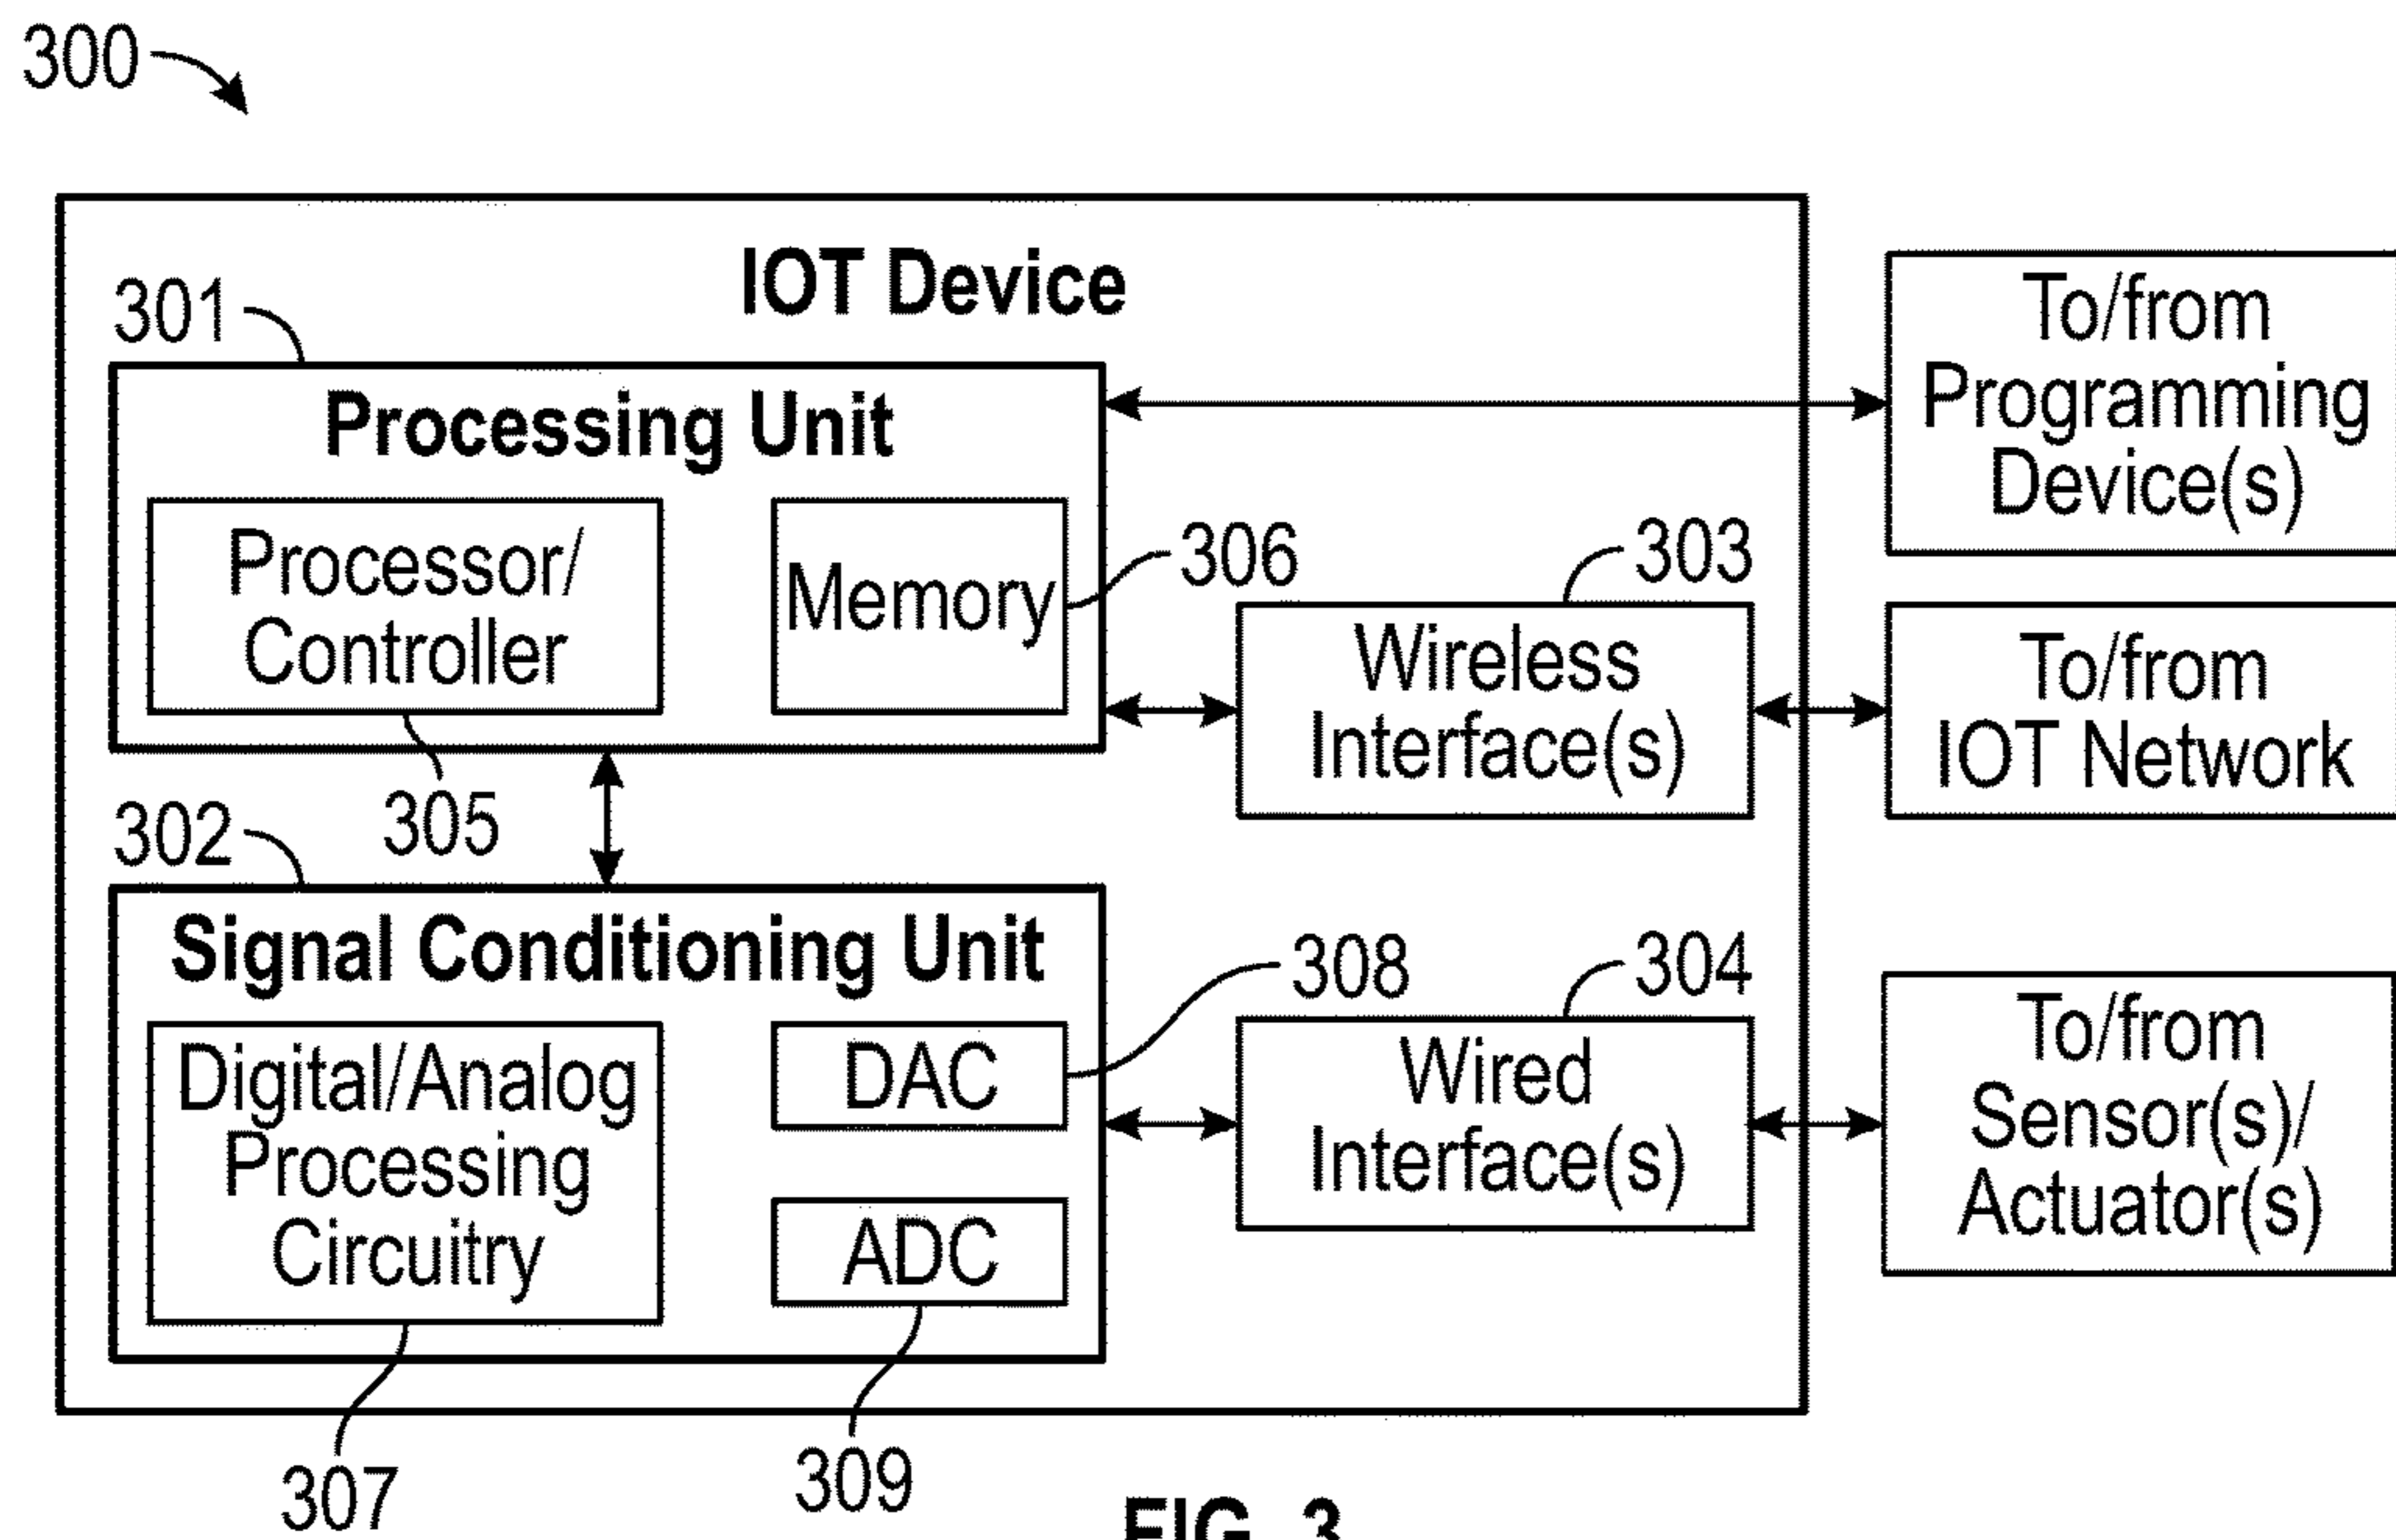 300
IOT Device
301
Processing Unit
Processor/
Controller
Memory
306
305
303
Wireless
Interface(s)
To/from
Programming
Device(s)
To/from
IOT Network
302
Signal Conditioning Unit
Digital/Analog
Processing
Circuitry
DAC
ADC
308
304
Wired
Interface(s)
To/from
Sensor(s)/
Actuator(s)
307
309
FIG. 3